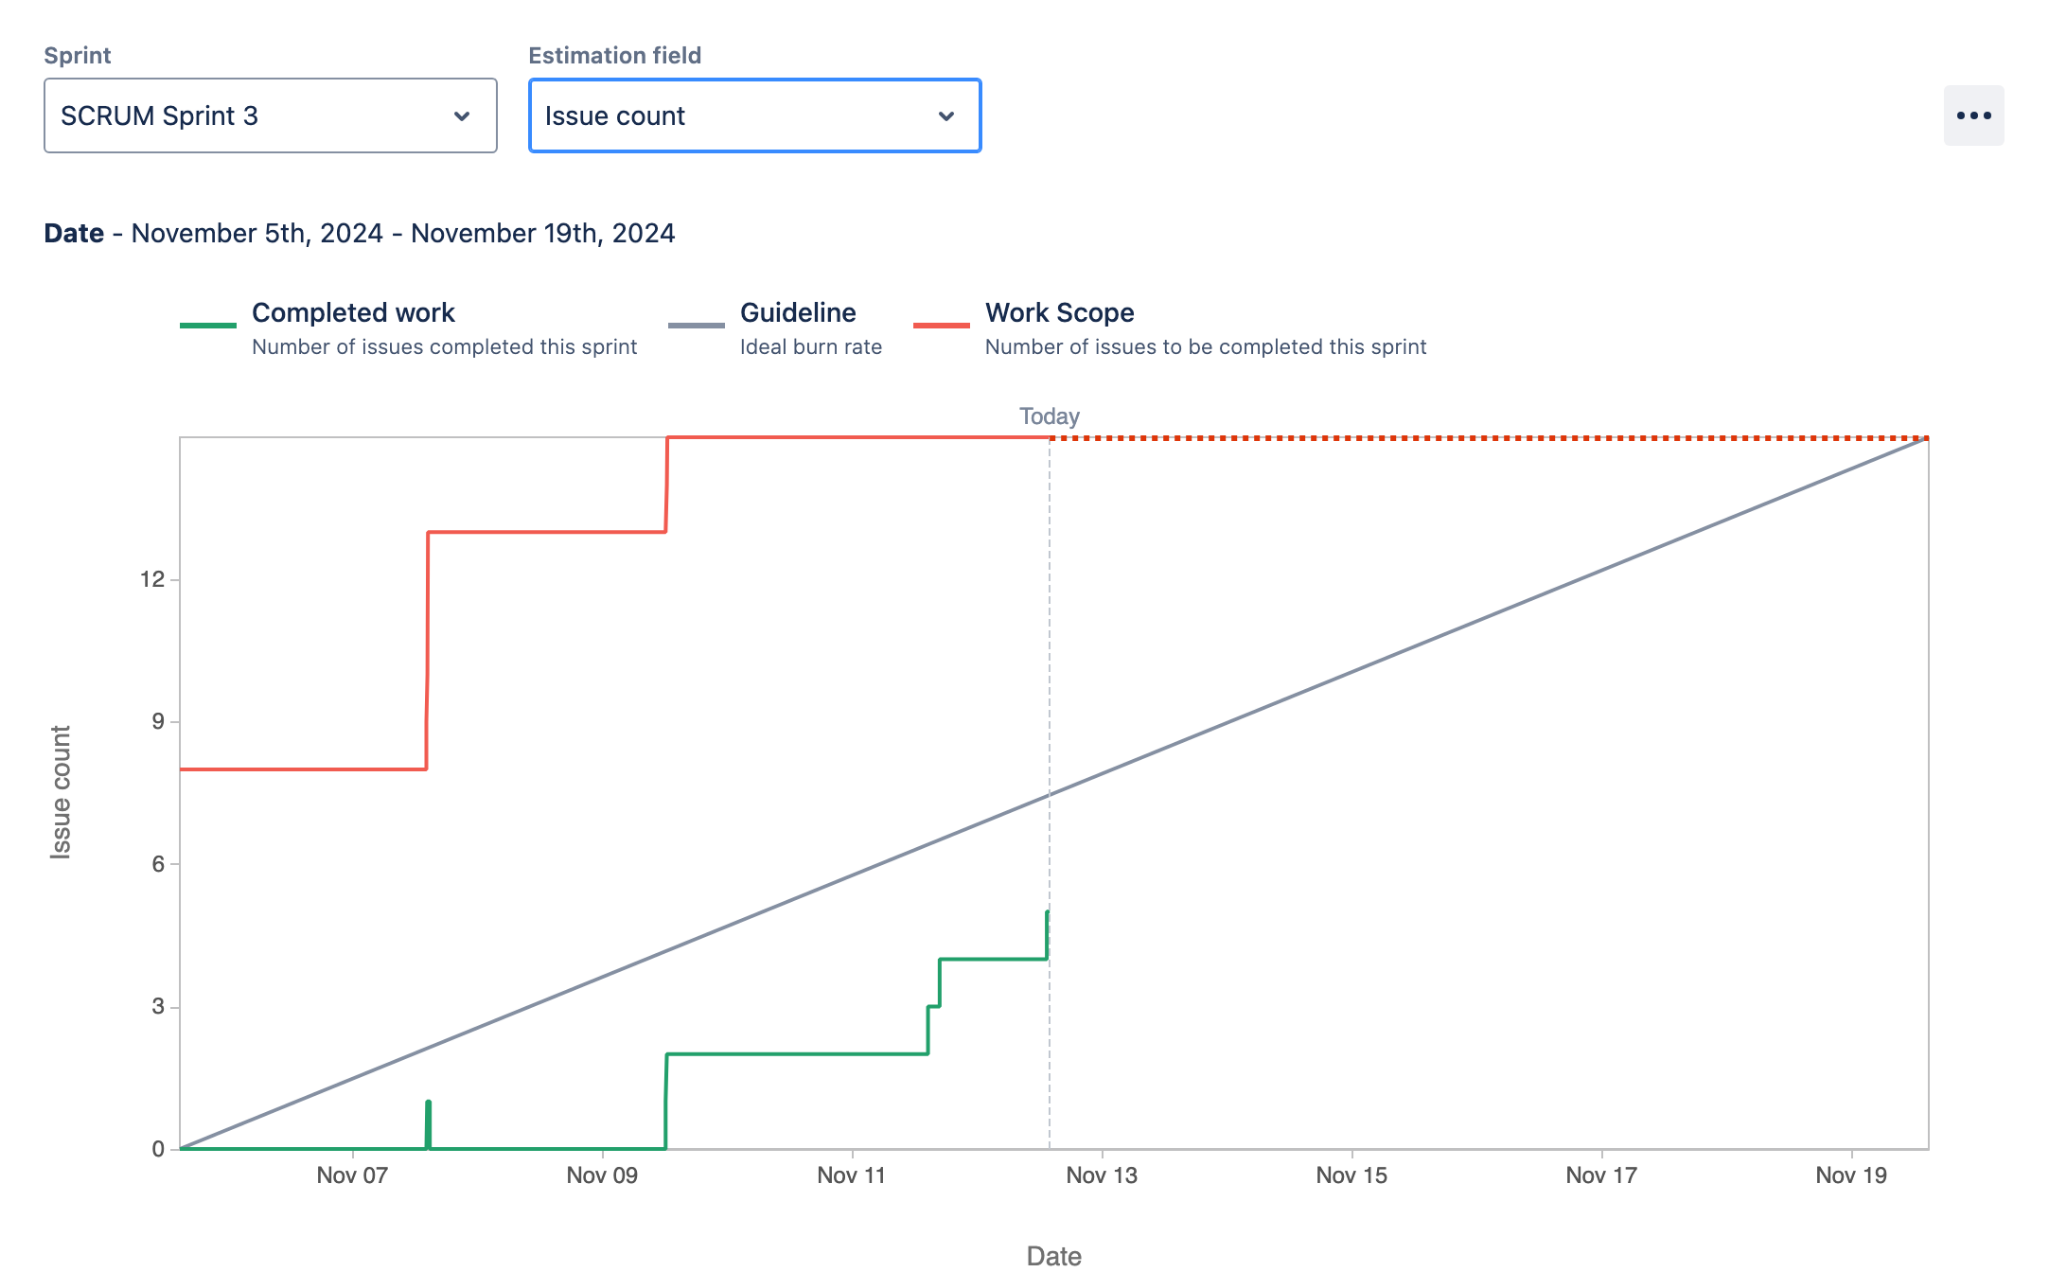 Sprint
Estimation field
SCRUM Sprint 3
Issue count
Date - November 5th, 2024 - November 19th, 2024
Completed work
Number of issues completed this sprint
Guideline
Ideal burn rate
Work Scope
Number of issues to be completed this sprint
Today
12
9
6
3
0
Issue count
Nov 07
Nov 09
Nov 11
Nov 13
Nov 15
Nov 17
Nov 19
Date